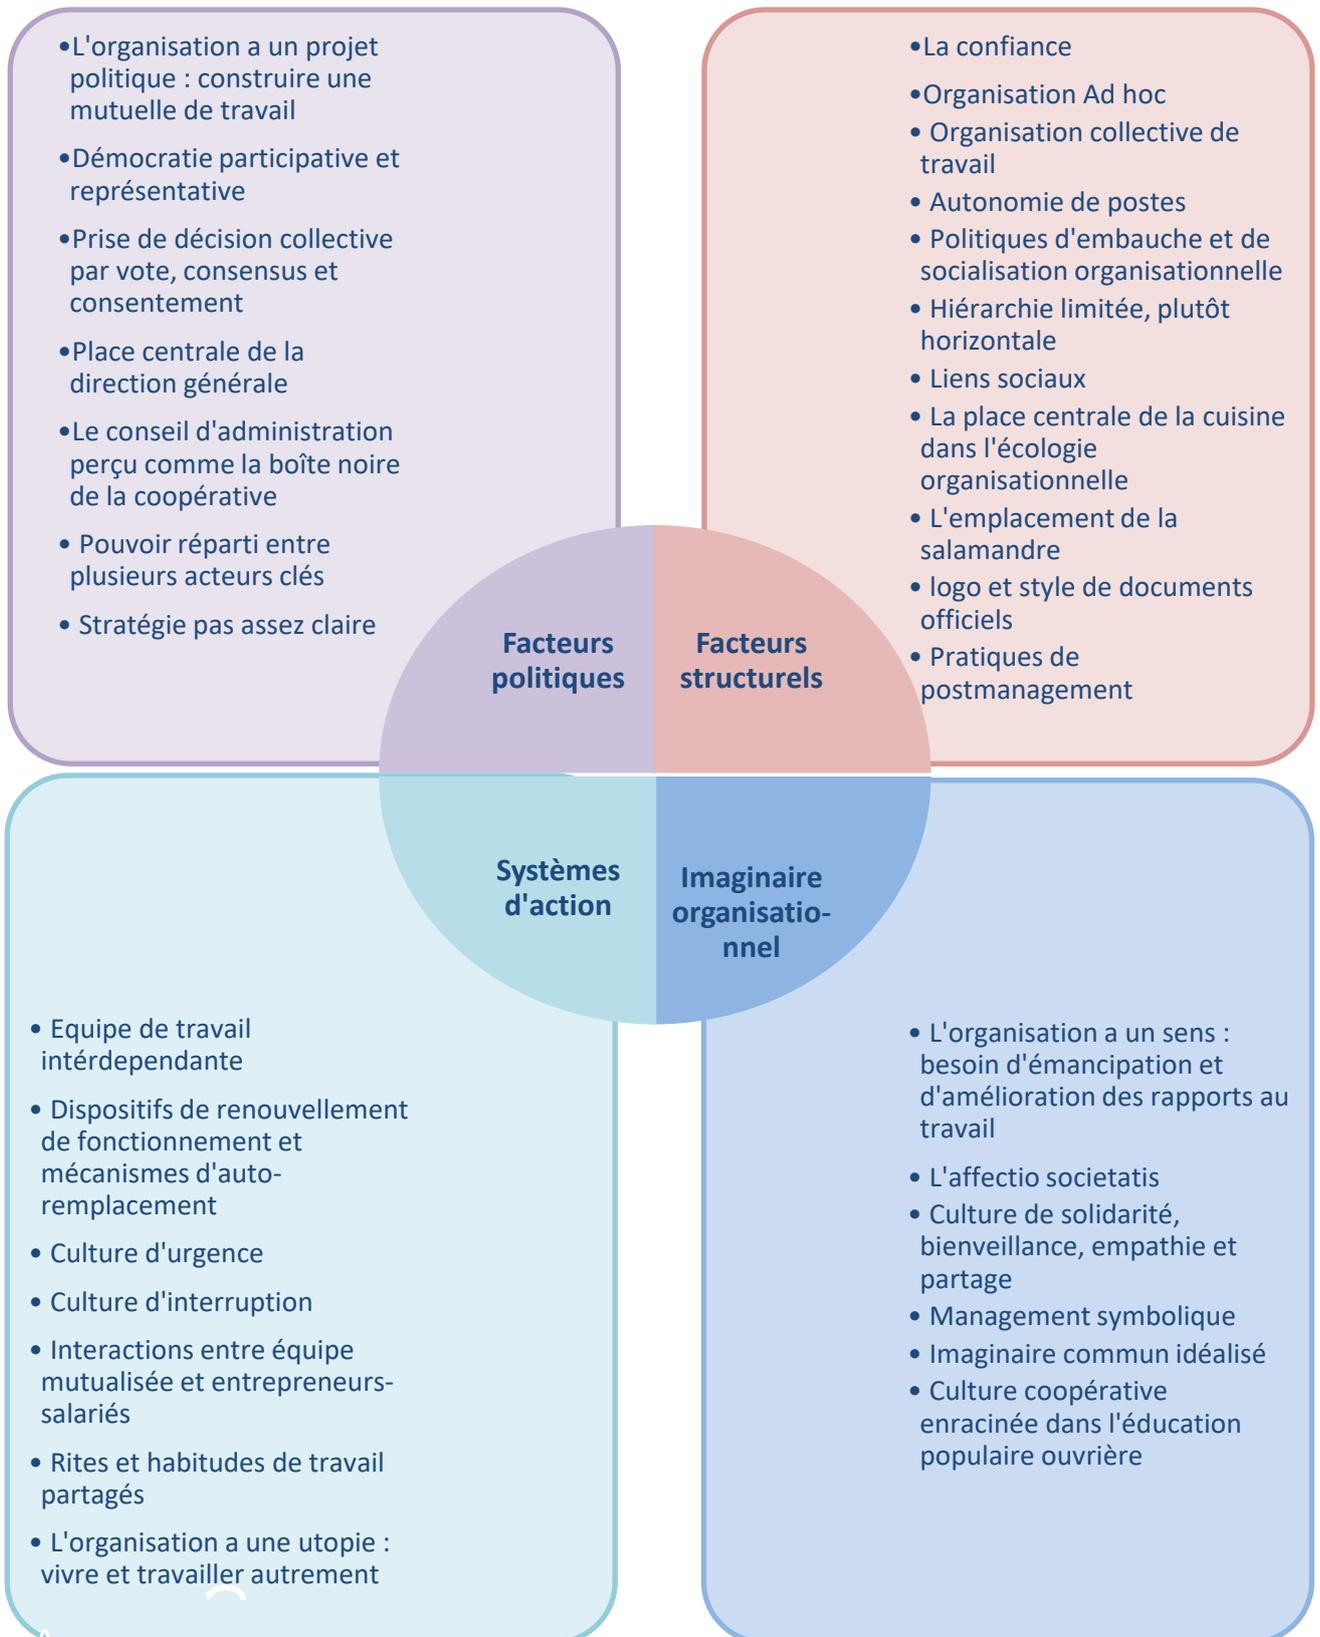 •L'organisation a un projet
politique : construire une
mutuelle de travail
•Démocratie participative et
représentative
•Prise de décision collective
par vote, consensus et
consentement
•Place centrale de la
direction générale
•Le conseil d'administration
perçu comme la boîte noire
de la coopérative
• Pouvoir réparti entre
plusieurs acteurs clés
• Stratégie pas assez claire
•La confiance
•Organisation Ad hoc
• Organisation collective de
travail
• Autonomie de postes
• Politiques d'embauche et de
socialisation organisationnelle
• Hiérarchie limitée, plutôt
horizontale
• Liens sociaux
• La place centrale de la cuisine
dans l'écologie
organisationnelle
• L'emplacement de la
salamandre
• logo et style de documents
officiels
• Pratiques de
postmanagement
Facteurs
politiques
Facteurs
structurels
Systèmes
d'action
Imaginaire
organisatio-
nnel
• Equipe de travail
intérdependante
• Dispositifs de renouvellement
de fonctionnement et
mécanismes d'auto-
remplacement
• Culture d'urgence
• Culture d'interruption
• Interactions entre équipe
mutualisée et entrepreneurs-
salariés
• Rites et habitudes de travail
partagés
• L'organisation a une utopie :
vivre et travailler autrement
• L'organisation a un sens :
besoin d'émancipation et
d'amélioration des rapports au
travail
• L'affectio societatis
• Culture de solidarité,
bienveillance, empathie et
partage
• Management symbolique
• Imaginaire commun idéalisé
• Culture coopérative
enracinée dans l'éducation
populaire ouvrière